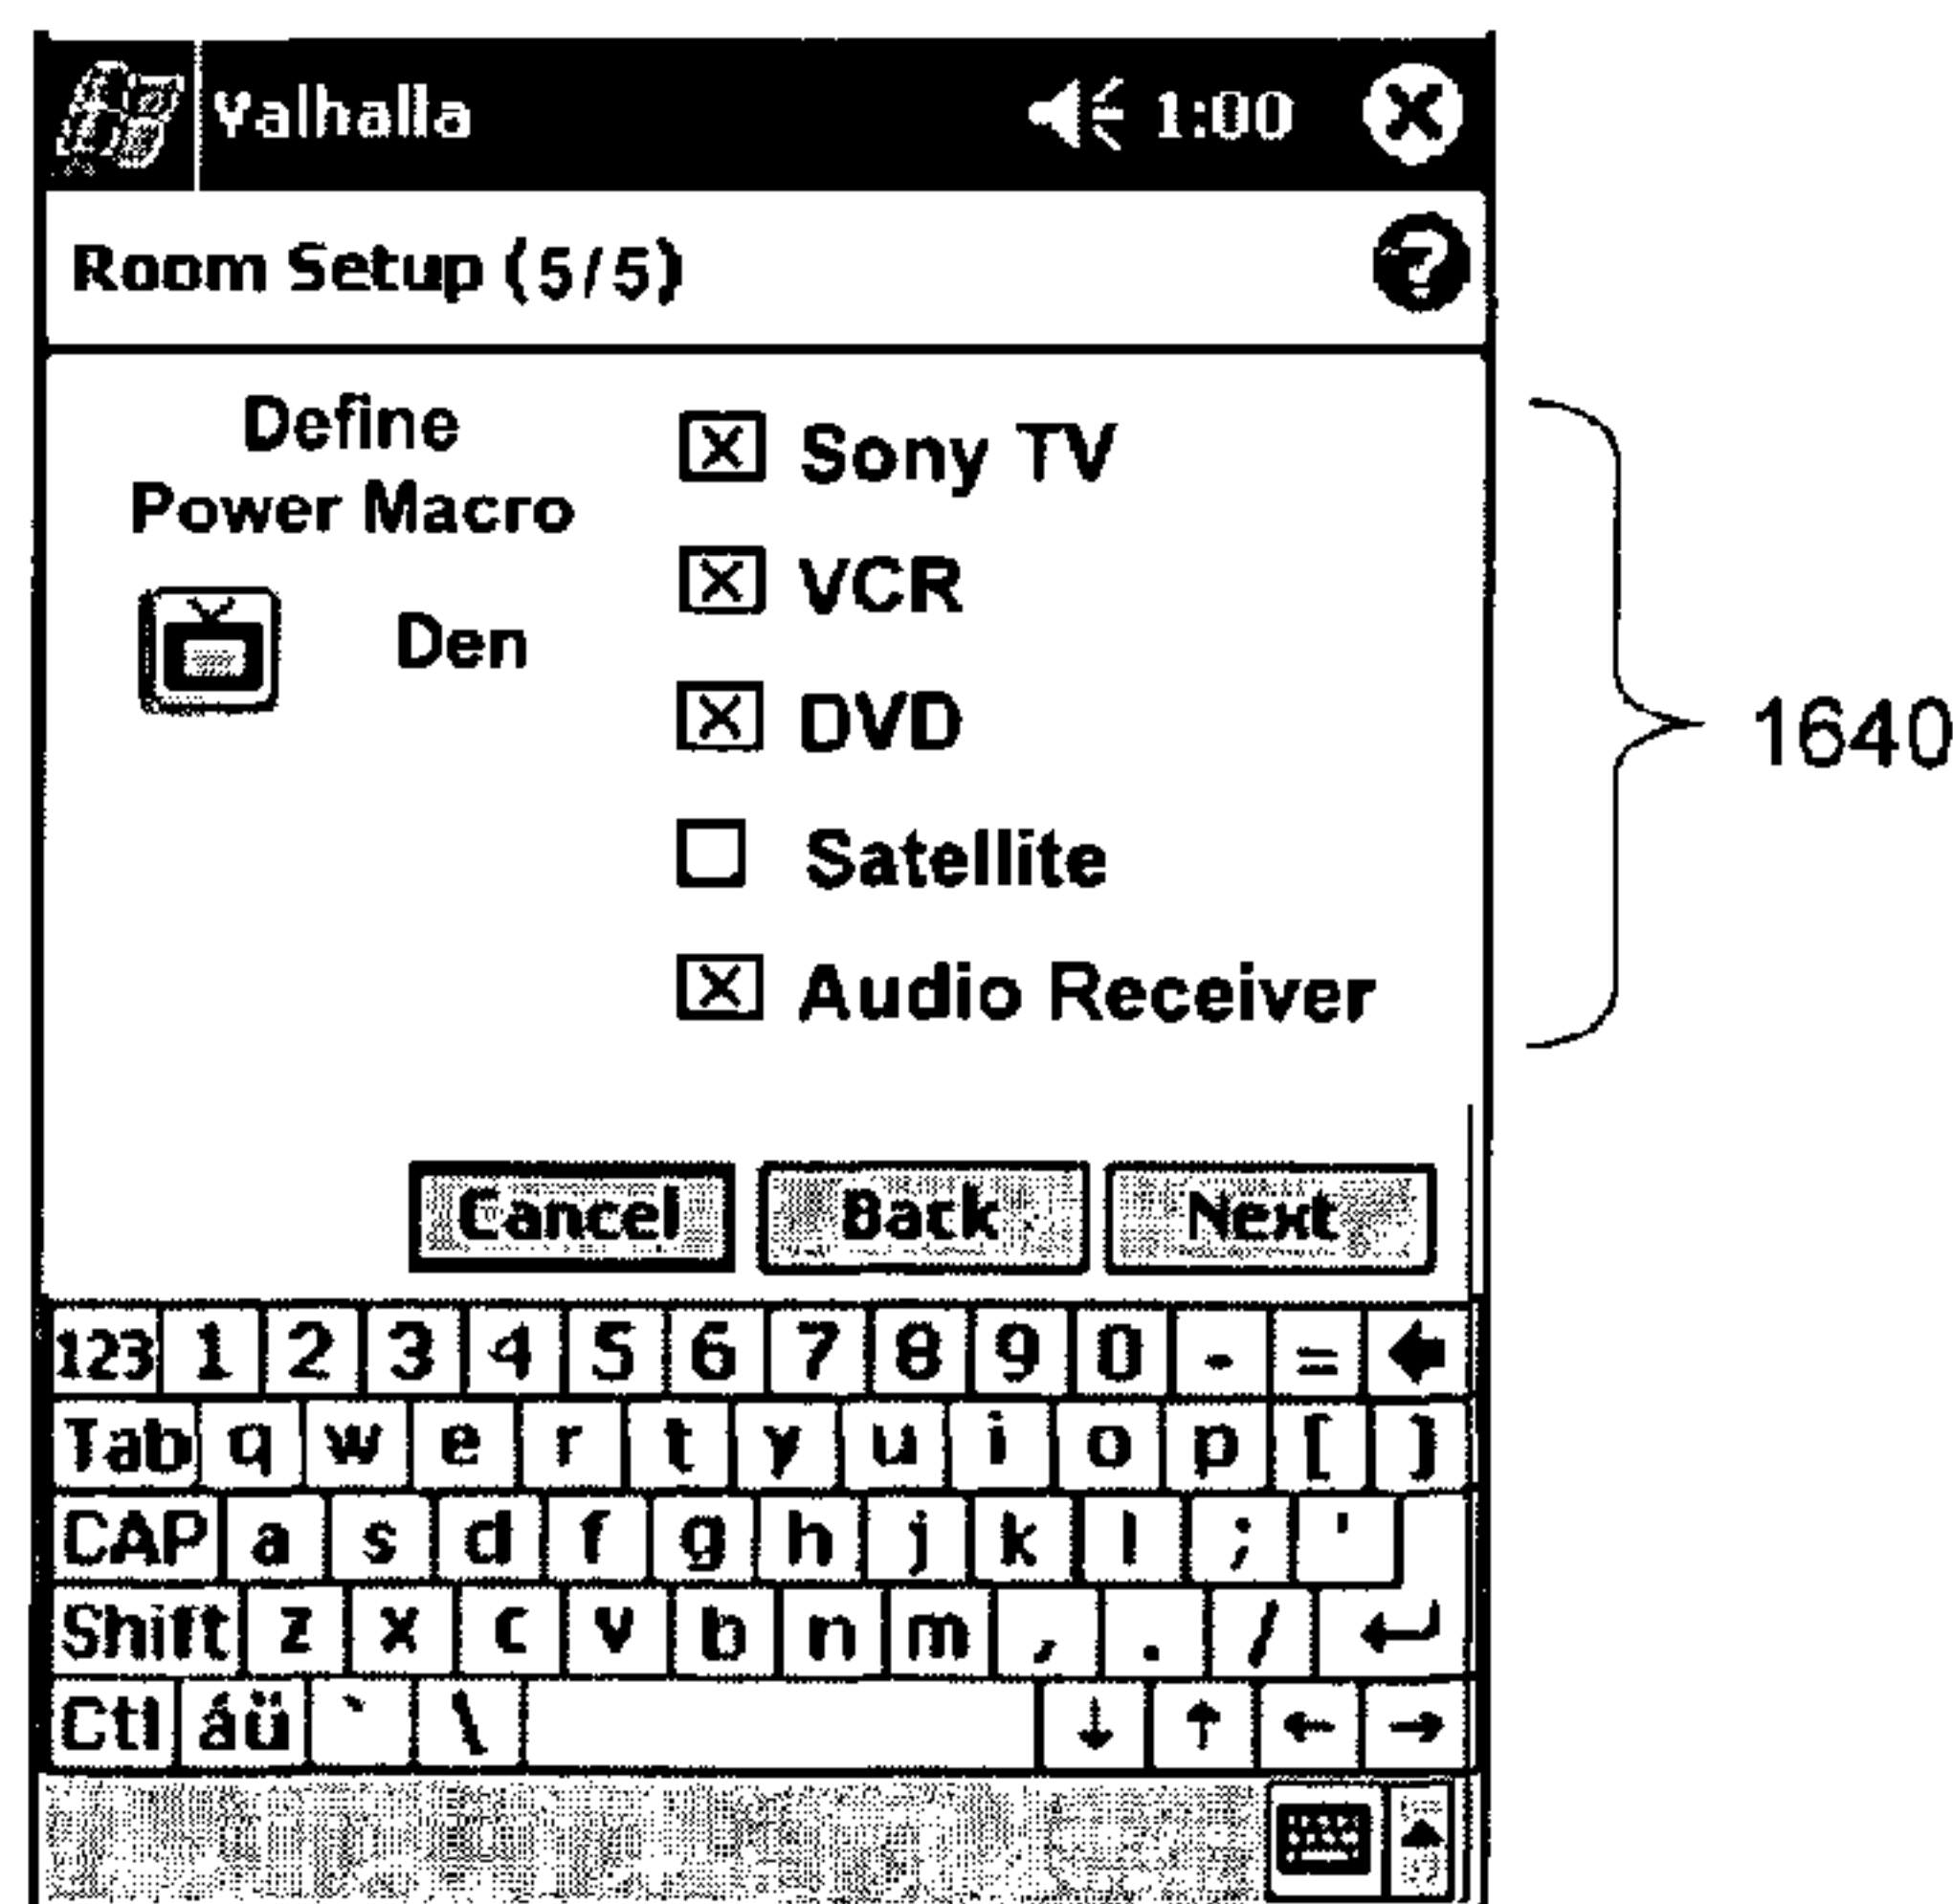 Valhalla 1:00
Room Setup (5/5) ?
Define
Power Macro
Den
Sony TV
VCR
DVD
Satellite
Audio Receiver
1640
Cancel Back Next
123 1 2 3 4 5 6 7 8 9 0 - =
Tab q w e r t y u i o p [ ]
CAP a s d f g h j k l ; '
Shift z x c v b n m , . /
Ctl áü ` \